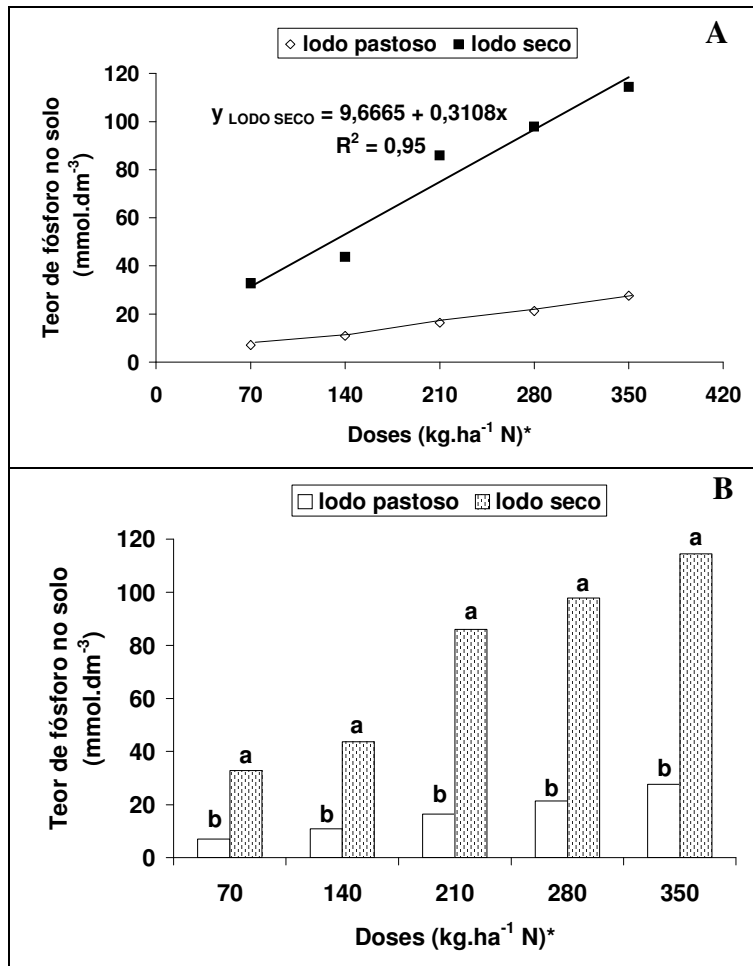 A
lodo pastoso lodo seco
120
100
80
60
40
20
0
y LODO SECO = 9,6665 + 0,3108x
R² = 0,95
Teor de fósforo no solo
(mmol.dm⁻³)
0 70 140 210 280 350 420
Doses (kg.ha⁻¹ N)*
B
lodo pastoso lodo seco
120
100
80
60
40
20
0
Teor de fósforo no solo
(mmol.dm⁻³)
b a b a b a b a b a
70 140 210 280 350
Doses (kg.ha⁻¹ N)*